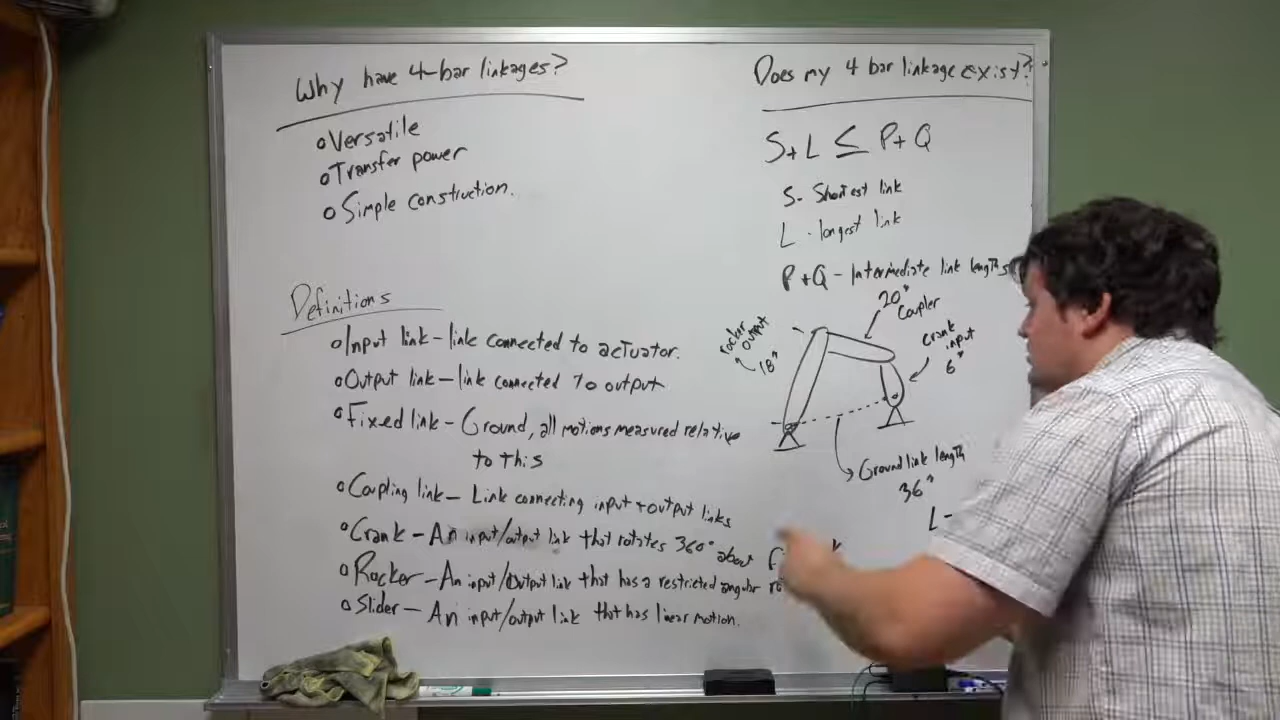 Why have 4-bar linkages?
Versatile
Transfer power
Simple construction.
Definitions
Input link - link connected to actuator.
Output link - link connected to output
Fixed link - Ground, all motions measured relative
to this
Coupling link - Link connecting input + output links
Crank - An input/output link that rotates 360° about
Rocker - An input/output link that has a restricted angular
Slider - An input/output link that has linear motion.
Does my 4 bar linkage exist?
S+L ≤ P+Q
S - Shortest link
L - longest link
P+Q - Intermediate link lengths
20"
Coupler
rocker
output
18"
crank
input
6"
Ground link length
36"
L -